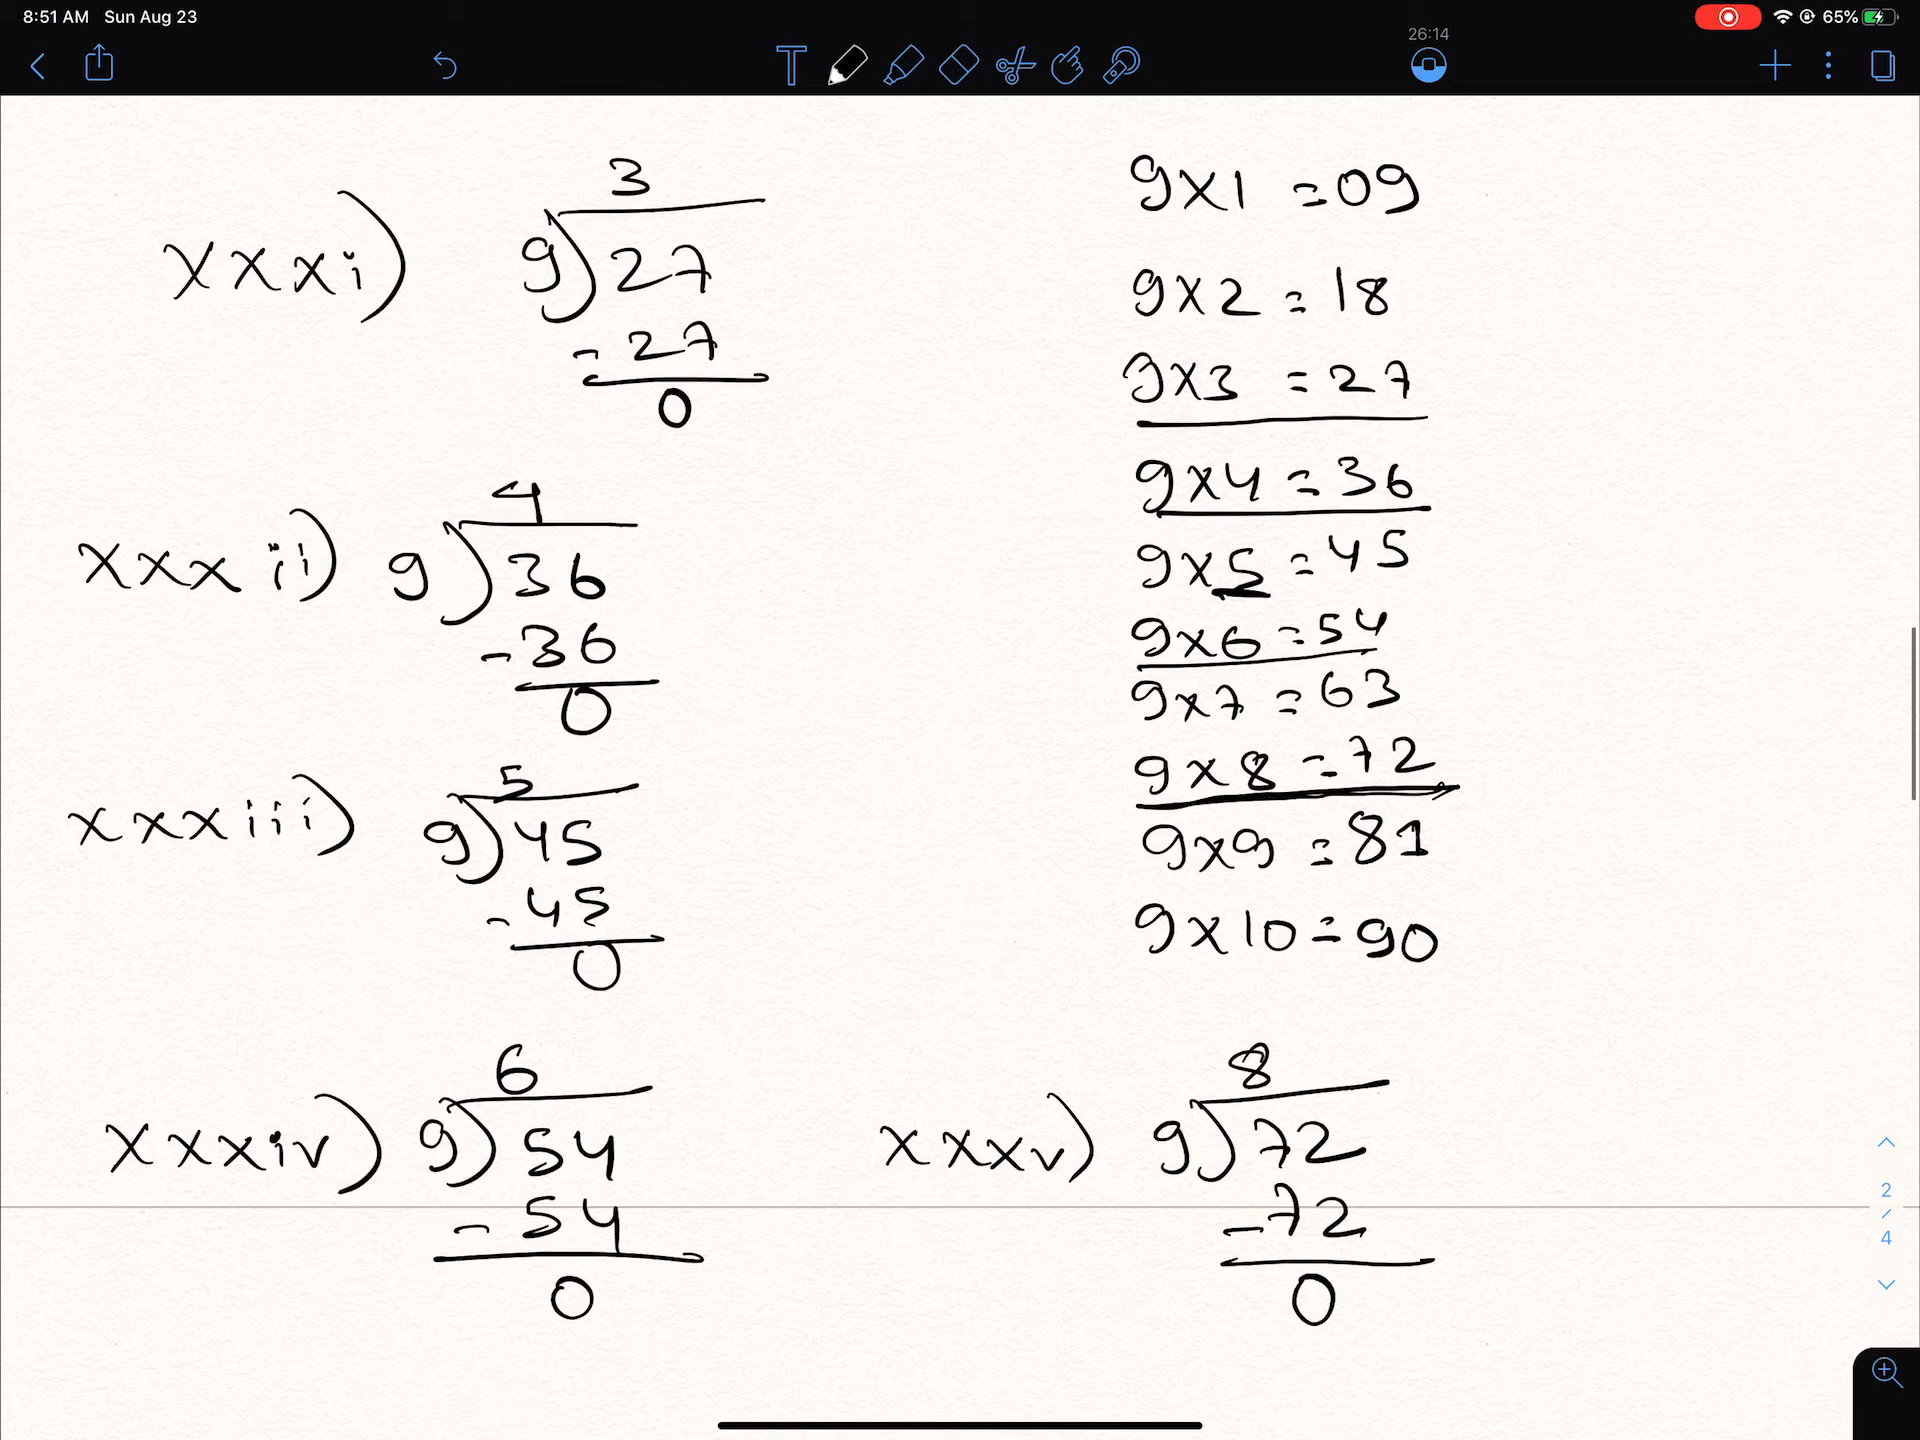 8:51 AM Sun Aug 23
65%
26:14
xxxi) 3
9)27
-27
0
xxxii) 4
9)36
-36
0
xxxiii) 5
9)45
-45
0
xxxiv) 6
9)54
-54
0
9x1 =09
9x2=18
9x3 =27
9x4=36
9x5=45
9x6=54
9x7=63
9x8=72
9x9=81
9x10=90
xxxv) 8
9)72
-72
0
2
/
4